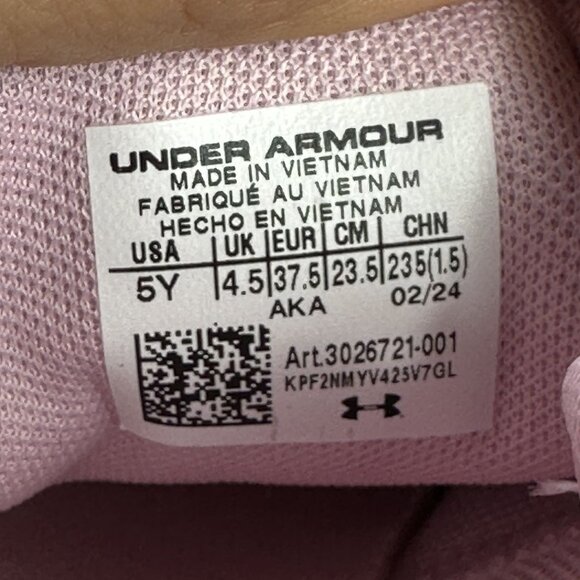 UNDER ARMOUR
MADE IN VIETNAM
FABRIQUÉ AU VIETNAM
HECHO EN VIETNAM
USA UK EUR CM CHN
5Y 4.5 37.5 23.5 235(1.5)
AKA 02/24
Art.3026721-001
KPF2NMYV425V7GL